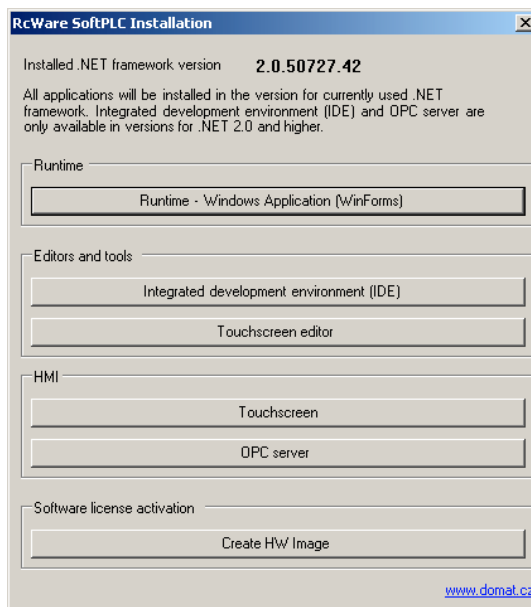 RcWare SoftPLC Installation
Installed .NET framework version 2.0.50727.42
All applications will be installed in the version for currently used .NET
framework. Integrated development environment (IDE) and OPC server are
only available in versions for .NET 2.0 and higher.
Runtime
Runtime - Windows Application (WinForms)
Editors and tools
Integrated development environment (IDE)
Touchscreen editor
HMI
Touchscreen
OPC server
Software license activation
Create HW Image
www.domat.cz